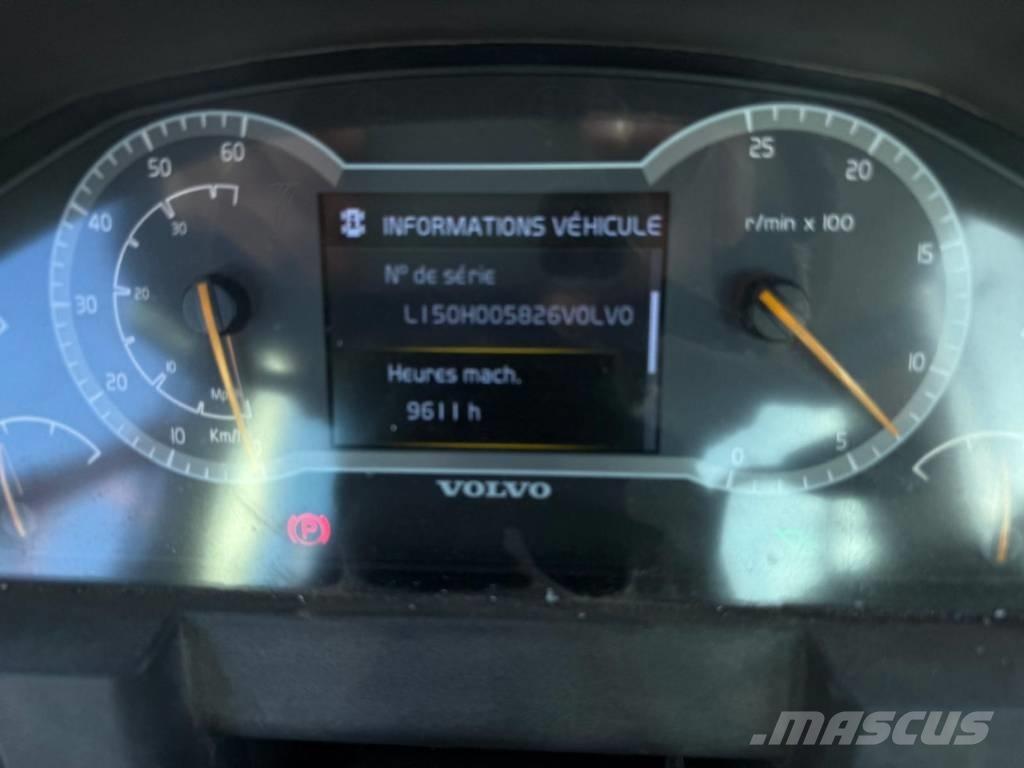 INFORMATIONS VÉHICULE
N° de série
L150H005826VOLVO
Heures mach.
9611 h
10 20 30 40 50 60
10 20 30
Km/h
0 5 10 15 20 25
r/min x 100
VOLVO
P
MASCUS